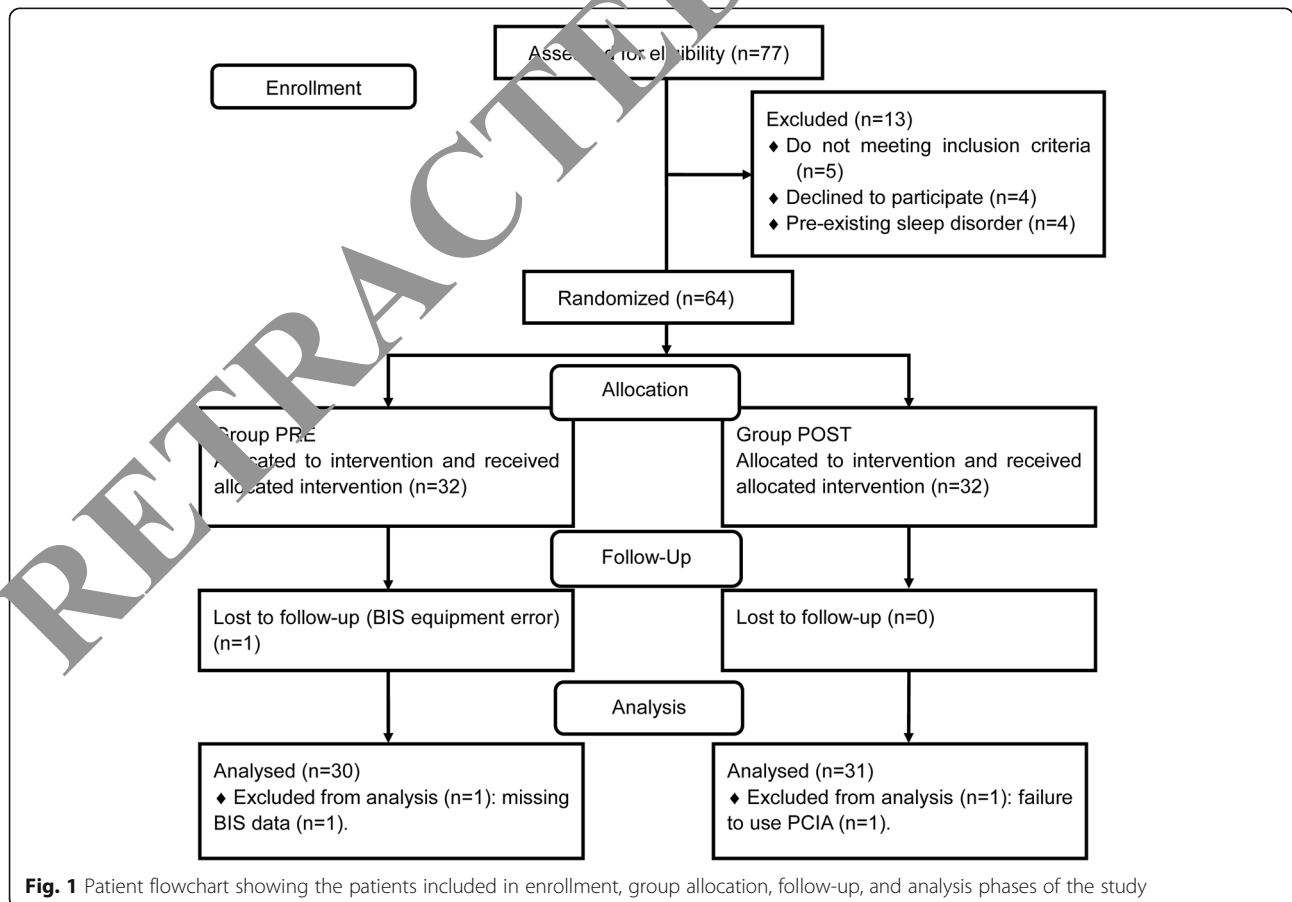 RETRACTED
Assessed for eligibility (n=77)
Enrollment
Excluded (n=13)
♦ Do not meeting inclusion criteria
(n=5)
♦ Declined to participate (n=4)
♦ Pre-existing sleep disorder (n=4)
Randomized (n=64)
Allocation
Group PRE
Allocated to intervention and received
allocated intervention (n=32)
Group POST
Allocated to intervention and received
allocated intervention (n=32)
Follow-Up
Lost to follow-up (BIS equipment error)
(n=1)
Lost to follow-up (n=0)
Analysis
Analysed (n=30)
♦ Excluded from analysis (n=1): missing
BIS data (n=1).
Analysed (n=31)
♦ Excluded from analysis (n=1): failure
to use PCIA (n=1).
Fig. 1 Patient flowchart showing the patients included in enrollment, group allocation, follow-up, and analysis phases of the study